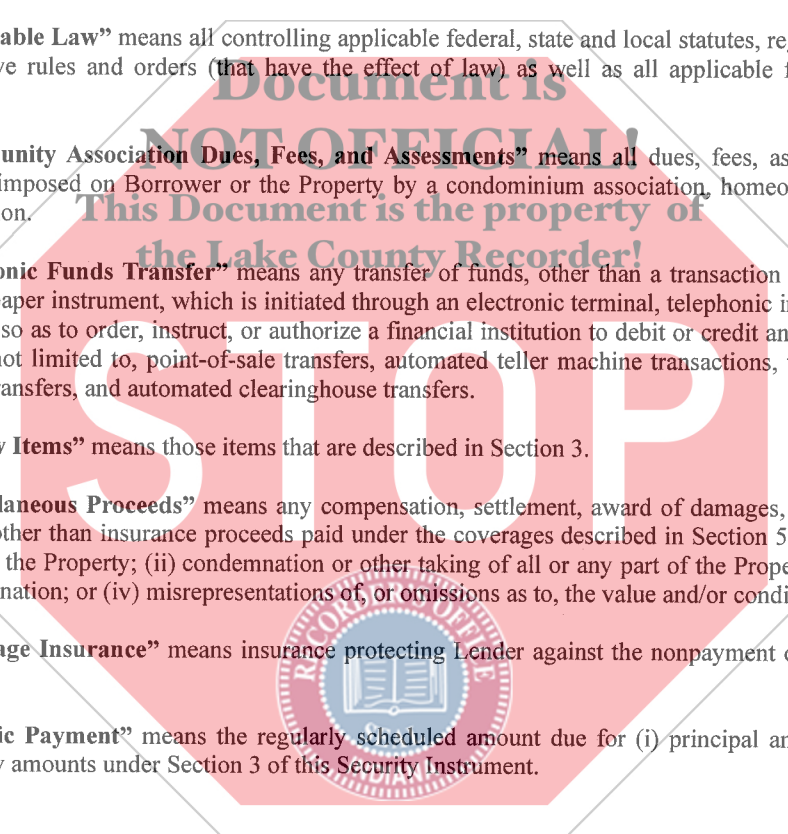 able Law” means all controlling applicable federal, state and local statutes, re
ve rules and orders (that have the effect of law) as well as all applicable f
Document is
NOT OFFICIAL!
unity Association Dues, Fees, and Assessments” means all dues, fees, as
imposed on Borrower or the Property by a condominium association, homeo
on.
This Document is the property of
the Lake County Recorder!
onic Funds Transfer” means any transfer of funds, other than a transaction
aper instrument, which is initiated through an electronic terminal, telephonic i
so as to order, instruct, or authorize a financial institution to debit or credit an
not limited to, point-of-sale transfers, automated teller machine transactions,
ransfers, and automated clearinghouse transfers.
STOP
w Items” means those items that are described in Section 3.
laneous Proceeds” means any compensation, settlement, award of damages,
other than insurance proceeds paid under the coverages described in Section 5
the Property; (ii) condemnation or other taking of all or any part of the Prope
nation; or (iv) misrepresentations of, or omissions as to, the value and/or condi
RECORDER'S OFFICE
age Insurance” means insurance protecting Lender against the nonpayment o
ic Payment” means the regularly scheduled amount due for (i) principal an
y amounts under Section 3 of this Security Instrument.
INDIANA